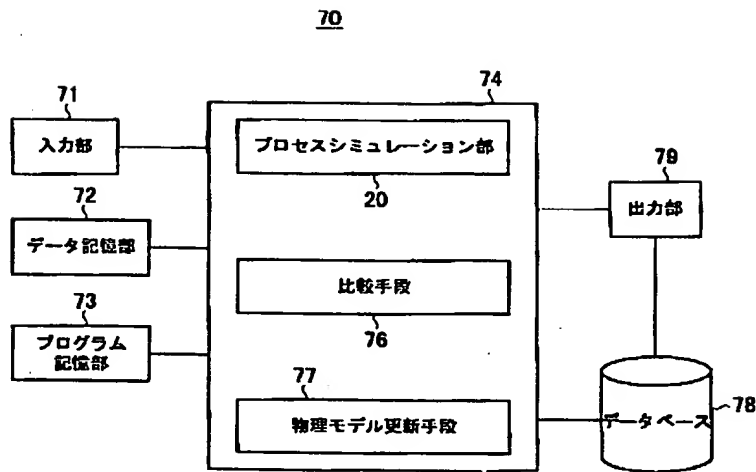 70
71
入力部
72
データ記憶部
73
プログラム
記憶部
74
プロセスシミュレーション部
20
比較手段
76
77
物理モデル更新手段
79
出力部
データベース
78